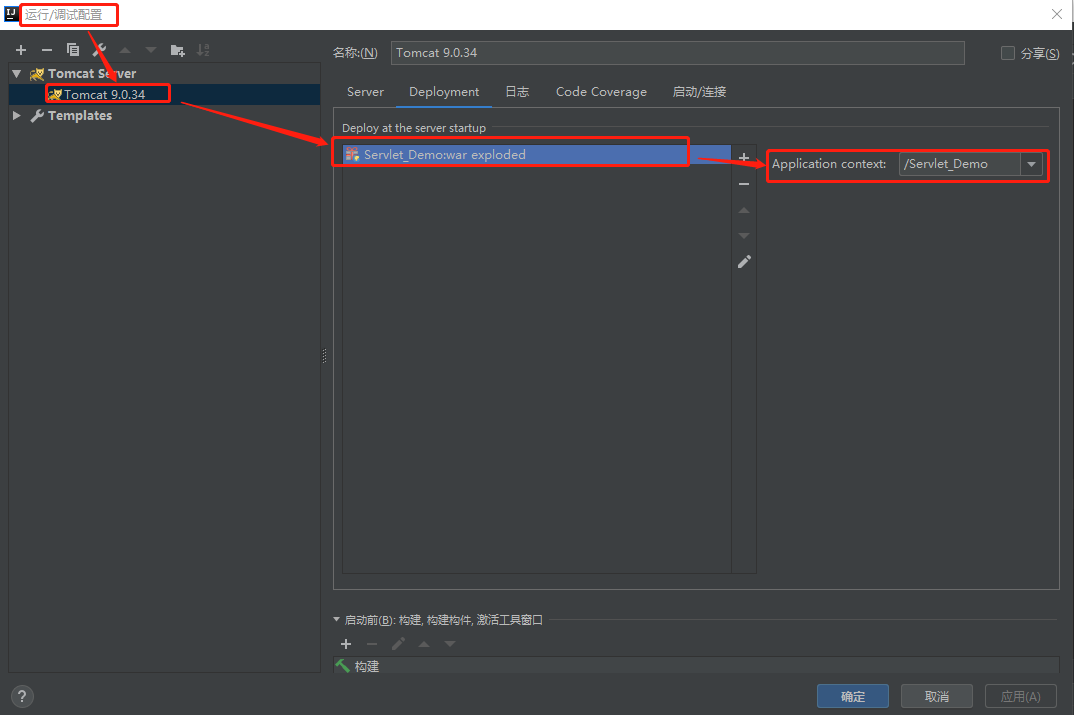 运行/调试配置
名称:(N) Tomcat 9.0.34 分享(S)
Tomcat Server
Tomcat 9.0.34
Templates
Server Deployment 日志 Code Coverage 启动/连接
Deploy at the server startup
Servlet_Demo:war exploded
Application context: /Servlet_Demo
启动前(B): 构建, 构建构件, 激活工具窗口
构建
? 确定 取消 应用(A)